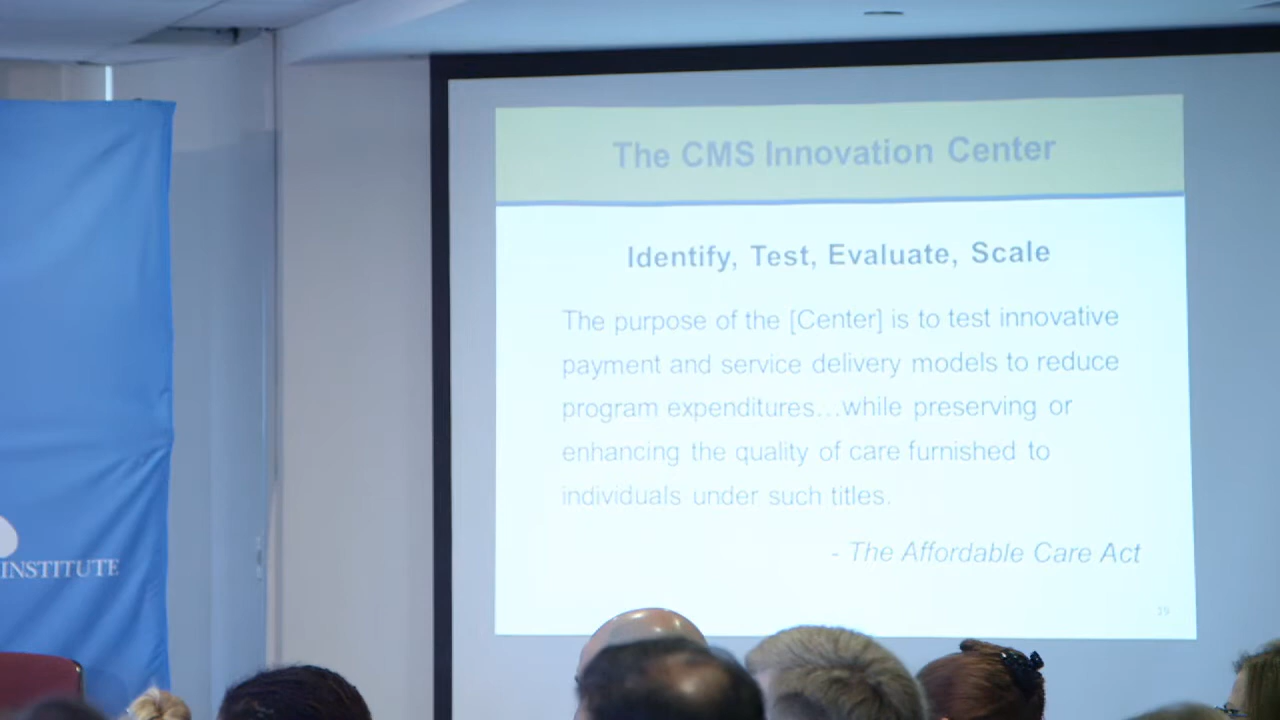 The CMS Innovation Center
Identify, Test, Evaluate, Scale
The purpose of the [Center] is to test innovative
payment and service delivery models to reduce
program expenditures…while preserving or
enhancing the quality of care furnished to
individuals under such titles.
- The Affordable Care Act
39
INSTITUTE